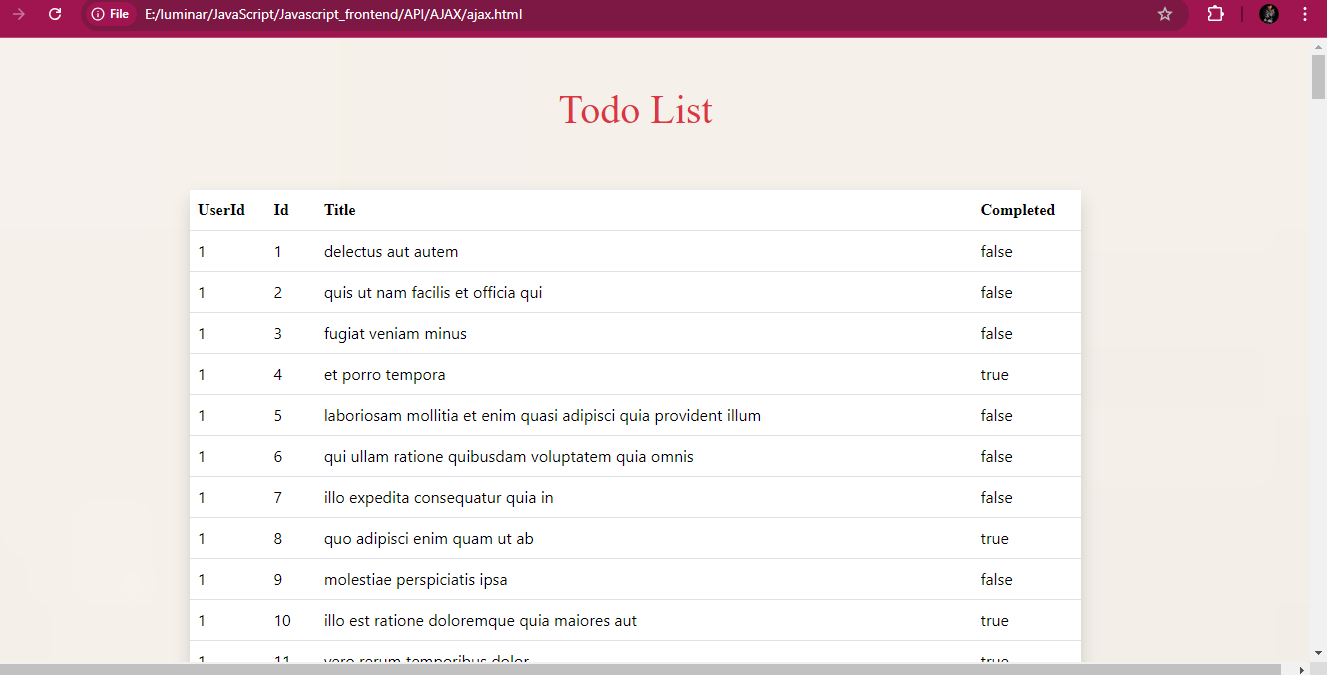 File E:/luminar/JavaScript/Javascript_frontend/API/AJAX/ajax.html
Todo List
UserId Id Title Completed
1 1 delectus aut autem false
1 2 quis ut nam facilis et officia qui false
1 3 fugiat veniam minus false
1 4 et porro tempora true
1 5 laboriosam mollitia et enim quasi adipisci quia provident illum false
1 6 qui ullam ratione quibusdam voluptatem quia omnis false
1 7 illo expedita consequatur quia in false
1 8 quo adipisci enim quam ut ab true
1 9 molestiae perspiciatis ipsa false
1 10 illo est ratione doloremque quia maiores aut true
1 11 vero rerum temporibus dolor true